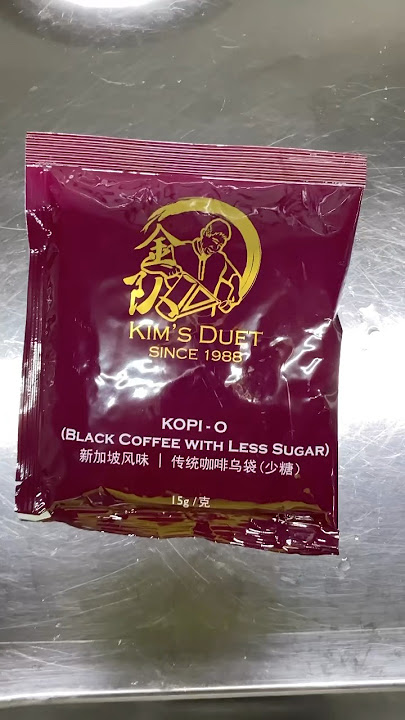 金
队
KIM'S DUET
SINCE 1988
KOPI - O
(BLACK COFFEE WITH LESS SUGAR)
新加坡风味 | 传统咖啡乌袋(少糖)
15g / 克